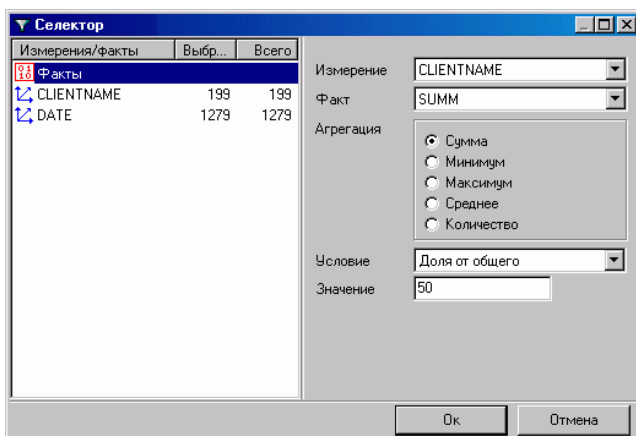 Селектор
Измерения/факты Выбр... Всего
Факты
CLIENTNAME 199 199
DATE 1279 1279
Измерение CLIENTNAME
Факт SUMM
Агрегация
Сумма
Минимум
Максимум
Среднее
Количество
Условие Доля от общего
Значение 50
Ок Отмена